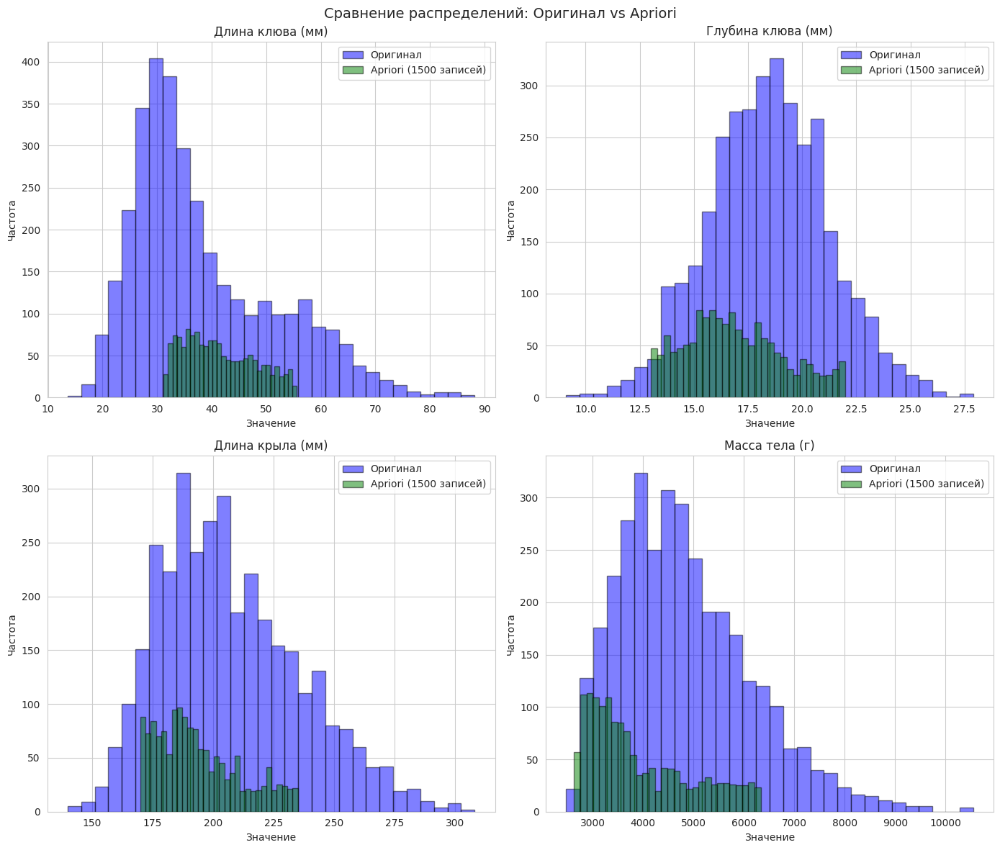 Сравнение распределений: Оригинал vs Apriori
Длина клюва (мм)
Оригинал
Apriori (1500 записей)
Частота
400
350
300
250
200
150
100
50
0
10 20 30 40 50 60 70 80 90
Значение
Глубина клюва (мм)
Оригинал
Apriori (1500 записей)
Частота
300
250
200
150
100
50
0
10.0 12.5 15.0 17.5 20.0 22.5 25.0 27.5
Значение
Длина крыла (мм)
Оригинал
Apriori (1500 записей)
Частота
300
250
200
150
100
50
0
150 175 200 225 250 275 300
Значение
Масса тела (г)
Оригинал
Apriori (1500 записей)
Частота
300
250
200
150
100
50
0
3000 4000 5000 6000 7000 8000 9000 10000
Значение